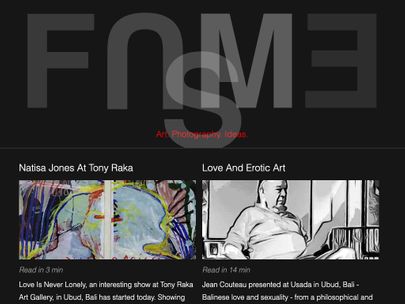 Art. Photography. Ideas.
Natisa Jones At Tony Raka
Love And Erotic Art
Read in 3 min
Read in 14 min
Love Is Never Lonely, an interesting show at Tony Raka
Art Gallery, in Ubud, Bali has started today. Showing
Jean Couteau presented at Usada in Ubud, Bali -
Balinese love and sexuality - from a philosophical and